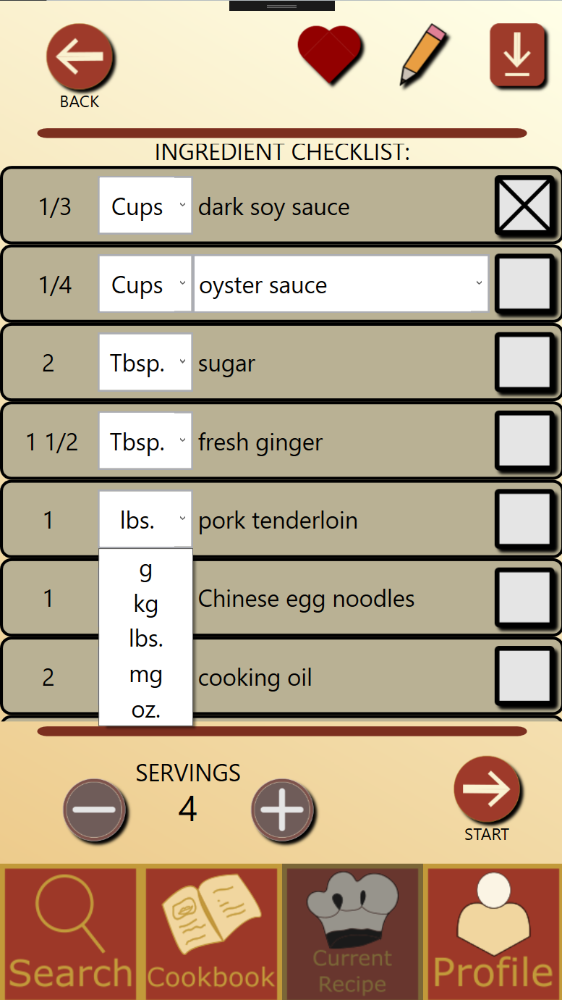 BACK
INGREDIENT CHECKLIST:
1/3 Cups dark soy sauce
1/4 Cups oyster sauce
2 Tbsp. sugar
1 1/2 Tbsp. fresh ginger
1 lbs. pork tenderloin
g
kg
1 Chinese egg noodles
lbs.
mg
2 cooking oil
oz.
SERVINGS
4
START
Search
Cookbook
Current
Recipe
Profile